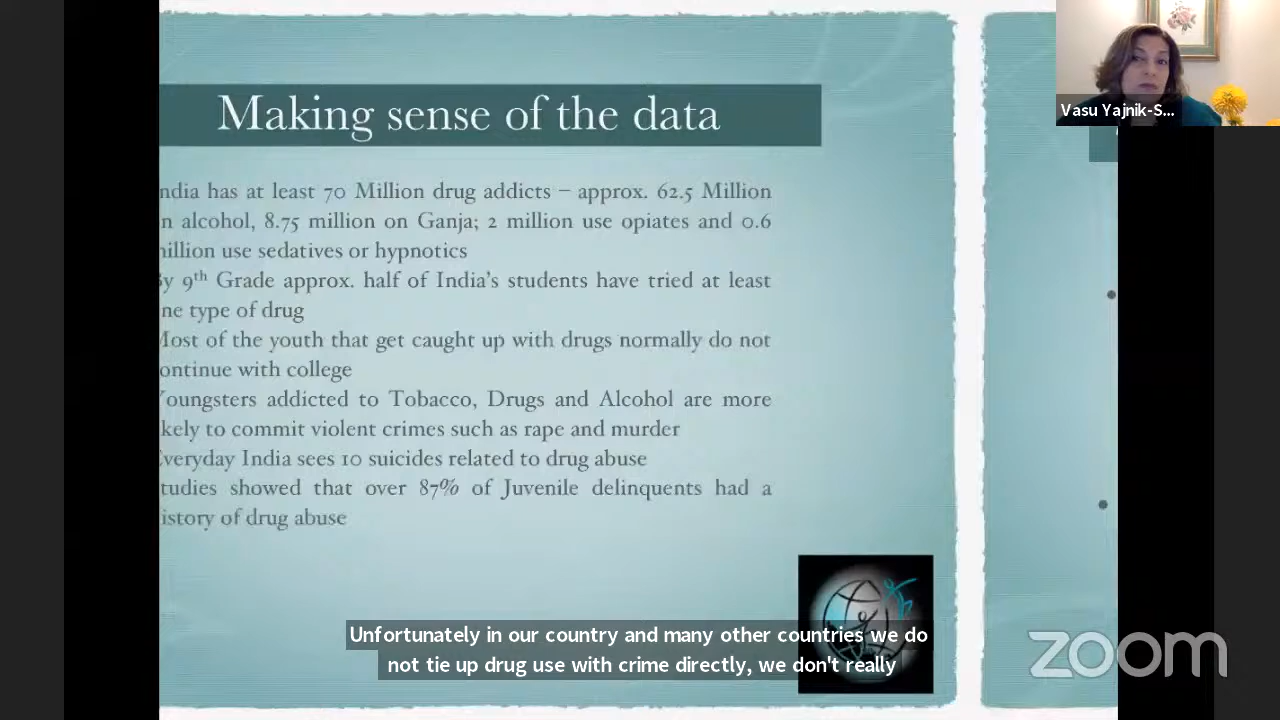 Making sense of the data
Vasu Yajnik-S...
ndia has at least 70 Million drug addicts – approx. 62.5 Million
n alcohol, 8.75 million on Ganja; 2 million use opiates and 0.6
illion use sedatives or hypnotics
y 9th Grade approx. half of India's students have tried at least
ne type of drug
Most of the youth that get caught up with drugs normally do not
ontinue with college
Youngsters addicted to Tobacco, Drugs and Alcohol are more
kely to commit violent crimes such as rape and murder
Everyday India sees 10 suicides related to drug abuse
tudies showed that over 87% of Juvenile delinquents had a
istory of drug abuse
Unfortunately in our country and many other countries we do
not tie up drug use with crime directly, we don't really
zoom